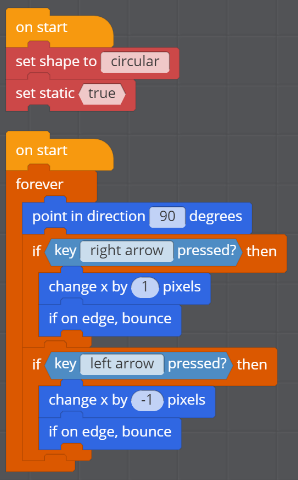 on start
set shape to circular
set static true
on start
forever
point in direction 90 degrees
if key right arrow pressed? then
change x by 1 pixels
if on edge, bounce
if key left arrow pressed? then
change x by -1 pixels
if on edge, bounce